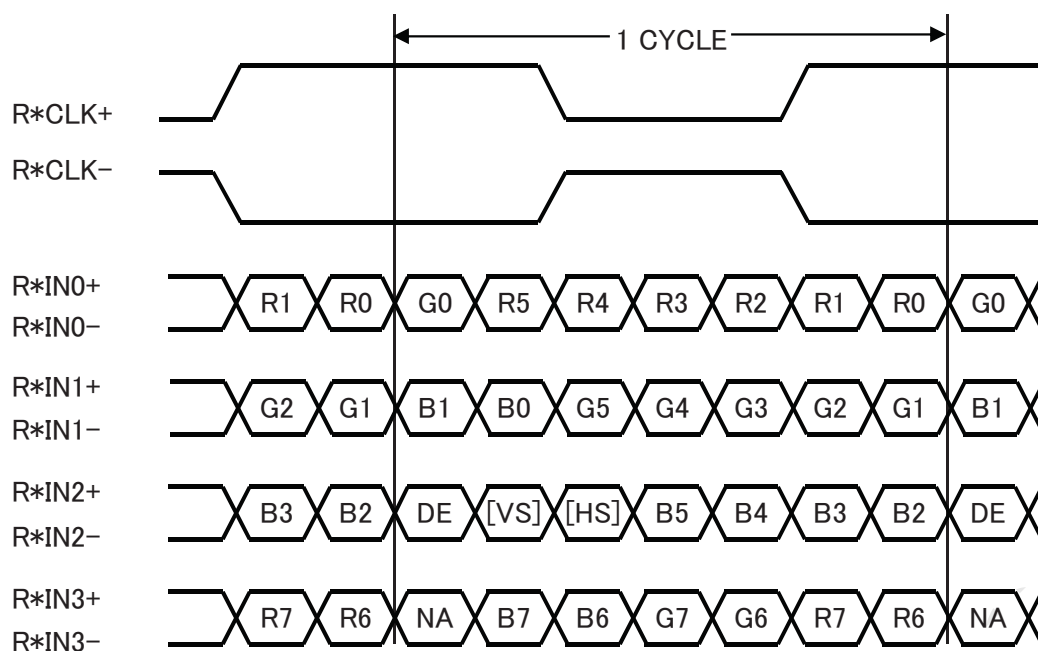 1 CYCLE
R*CLK+
R*CLK−
R*IN0+
R1 R0 G0 R5 R4 R3 R2 R1 R0 G0
R*IN0−
R*IN1+
G2 G1 B1 B0 G5 G4 G3 G2 G1 B1
R*IN1−
R*IN2+
B3 B2 DE [VS] [HS] B5 B4 B3 B2 DE
R*IN2−
R*IN3+
R7 R6 NA B7 B6 G7 G6 R7 R6 NA
R*IN3−